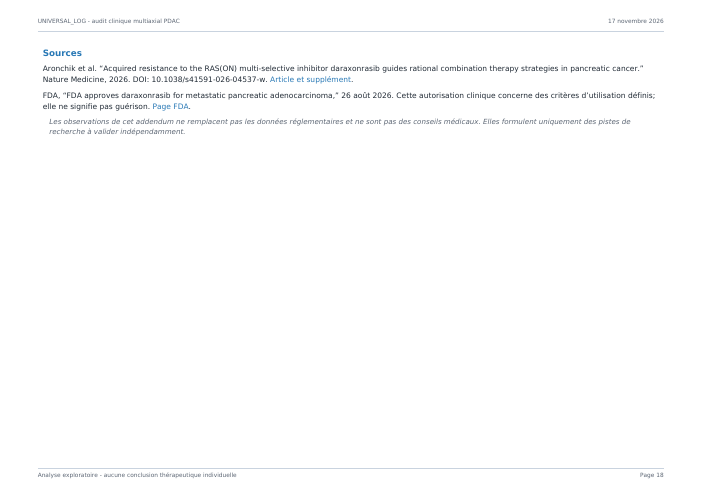 UNIVERSAL_LOG - audit clinique multiaxial PDAC
17 novembre 2026
Sources
Aronchik et al. “Acquired resistance to the RAS(ON) multi-selective inhibitor daraxonrasib guides rational combination therapy strategies in pancreatic cancer.”
Nature Medicine, 2026. DOI: 10.1038/s41591-026-04537-w. Article et supplément.
FDA, “FDA approves daraxonrasib for metastatic pancreatic adenocarcinoma,” 26 août 2026. Cette autorisation clinique concerne des critères d’utilisation définis;
elle ne signifie pas guérison. Page FDA.
Les observations de cet addendum ne remplacent pas les données réglementaires et ne sont pas des conseils médicaux. Elles formulent uniquement des pistes de
recherche à valider indépendamment.
Analyse exploratoire - aucune conclusion thérapeutique individuelle
Page 18